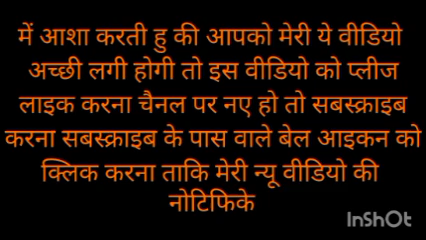 में आशा करती हु की आपको मेरी ये वीडियो
अच्छी लगी होगी तो इस वीडियो को प्लीज
लाइक करना चैनल पर नए हो तो सबस्क्राइब
करना सबस्क्राइब के पास वाले बेल आइकन को
क्लिक करना ताकि मेरी न्यू वीडियो की
नोटिफिके
InShOt